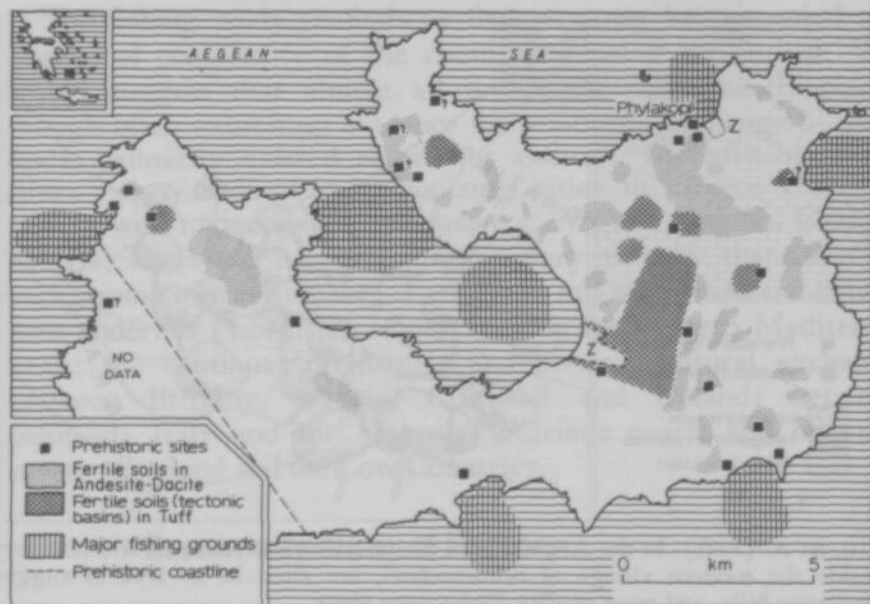 AEGEAN SEA
Phylakopi
Z
?
?
?
?
?
Z
NO
DATA
Prehistoric sites
Fertile soils in
Andesite-Dacite
Fertile soils (tectonic
basins) in Tuff
Major fishing grounds
Prehistoric coastline
0 km 5